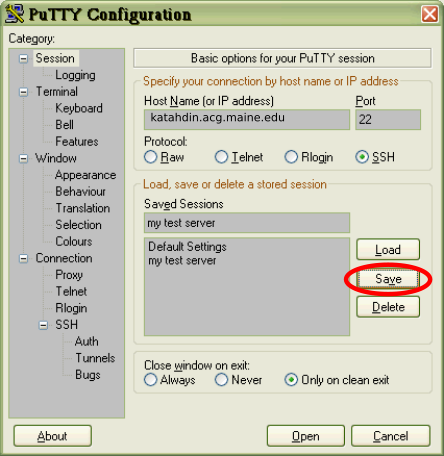 PuTTY Configuration
Category:
Session
Logging
Terminal
Keyboard
Bell
Features
Window
Appearance
Behaviour
Translation
Selection
Colours
Connection
Proxy
Telnet
Rlogin
SSH
Auth
Tunnels
Bugs
Basic options for your PuTTY session
Specify your connection by host name or IP address
Host Name (or IP address) Port
katahdin.acg.maine.edu 22
Protocol:
Raw Telnet Rlogin SSH
Load, save or delete a stored session
Saved Sessions
my test server
Default Settings
my test server
Load
Save
Delete
Close window on exit:
Always Never Only on clean exit
About Open Cancel